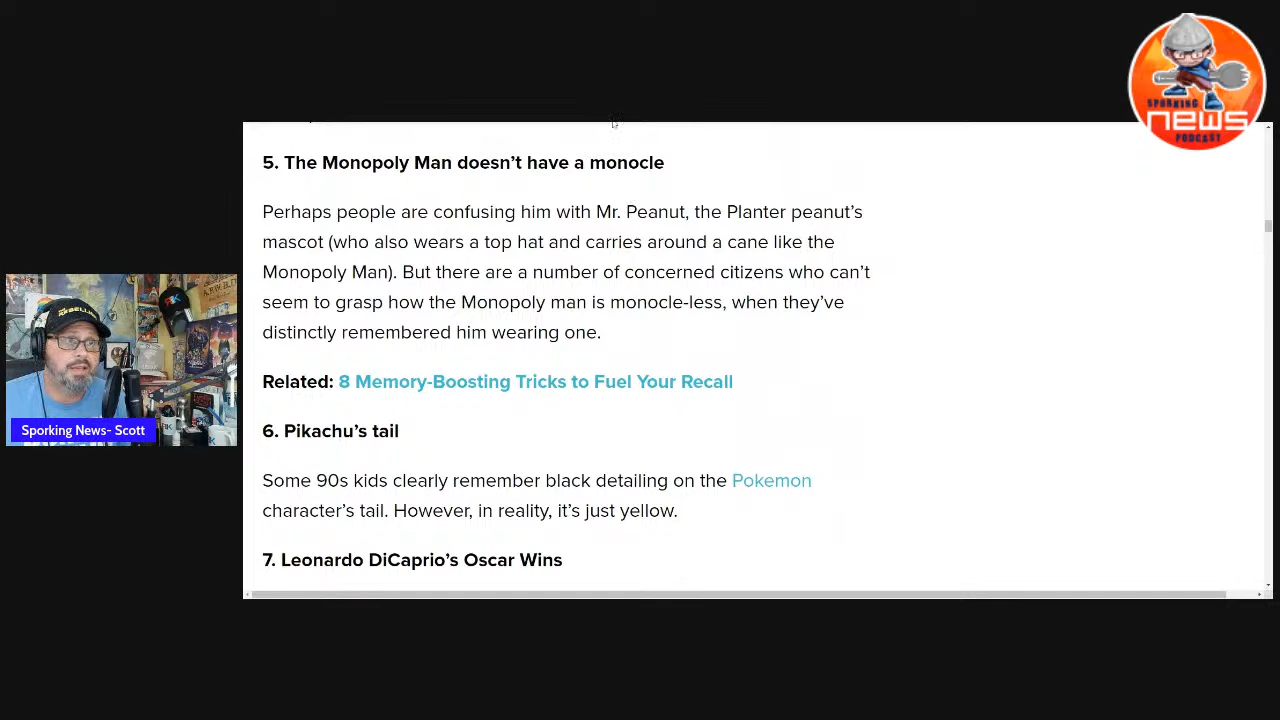 SPORKING
news
PODCAST
5. The Monopoly Man doesn’t have a monocle
Perhaps people are confusing him with Mr. Peanut, the Planter peanut’s
mascot (who also wears a top hat and carries around a cane like the
Monopoly Man). But there are a number of concerned citizens who can’t
seem to grasp how the Monopoly man is monocle-less, when they’ve
distinctly remembered him wearing one.
Related: 8 Memory-Boosting Tricks to Fuel Your Recall
6. Pikachu’s tail
Some 90s kids clearly remember black detailing on the Pokemon
character’s tail. However, in reality, it’s just yellow.
7. Leonardo DiCaprio’s Oscar Wins
Sporking News- Scott